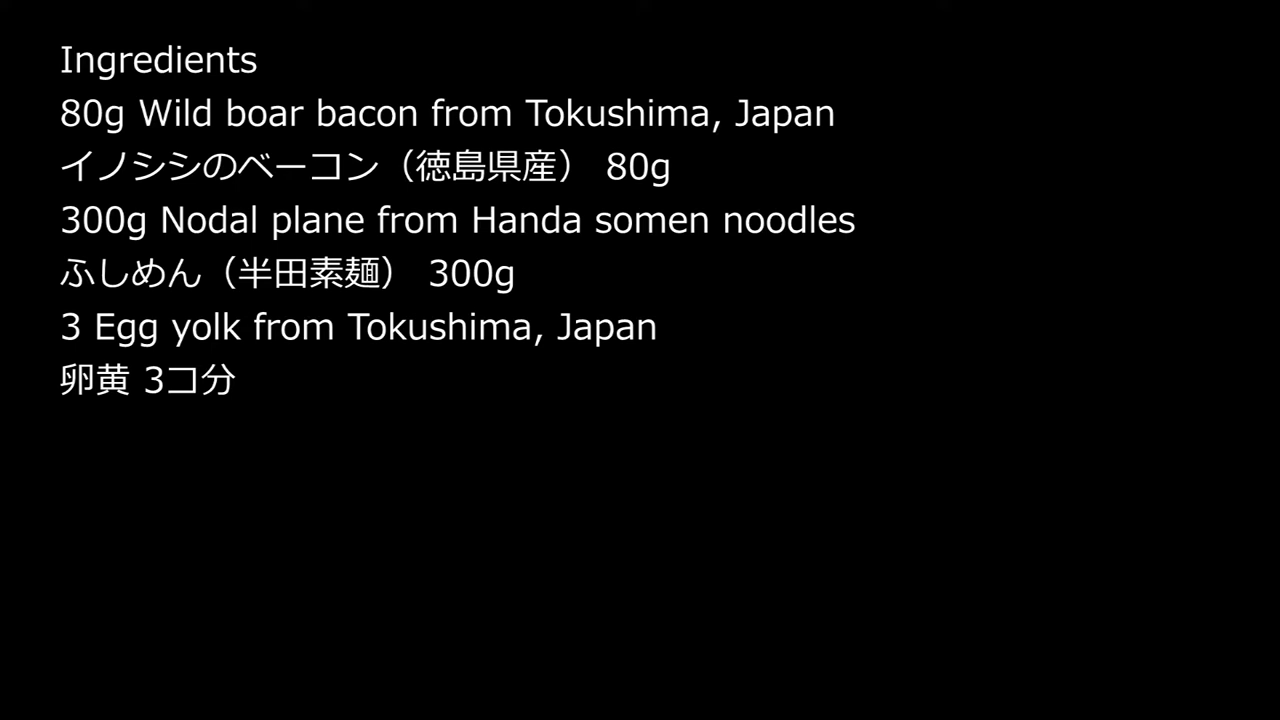 Ingredients
80g Wild boar bacon from Tokushima, Japan
イノシシのベーコン（徳島県産） 80g
300g Nodal plane from Handa somen noodles
ふしめん（半田素麺） 300g
3 Egg yolk from Tokushima, Japan
卵黄 3コ分